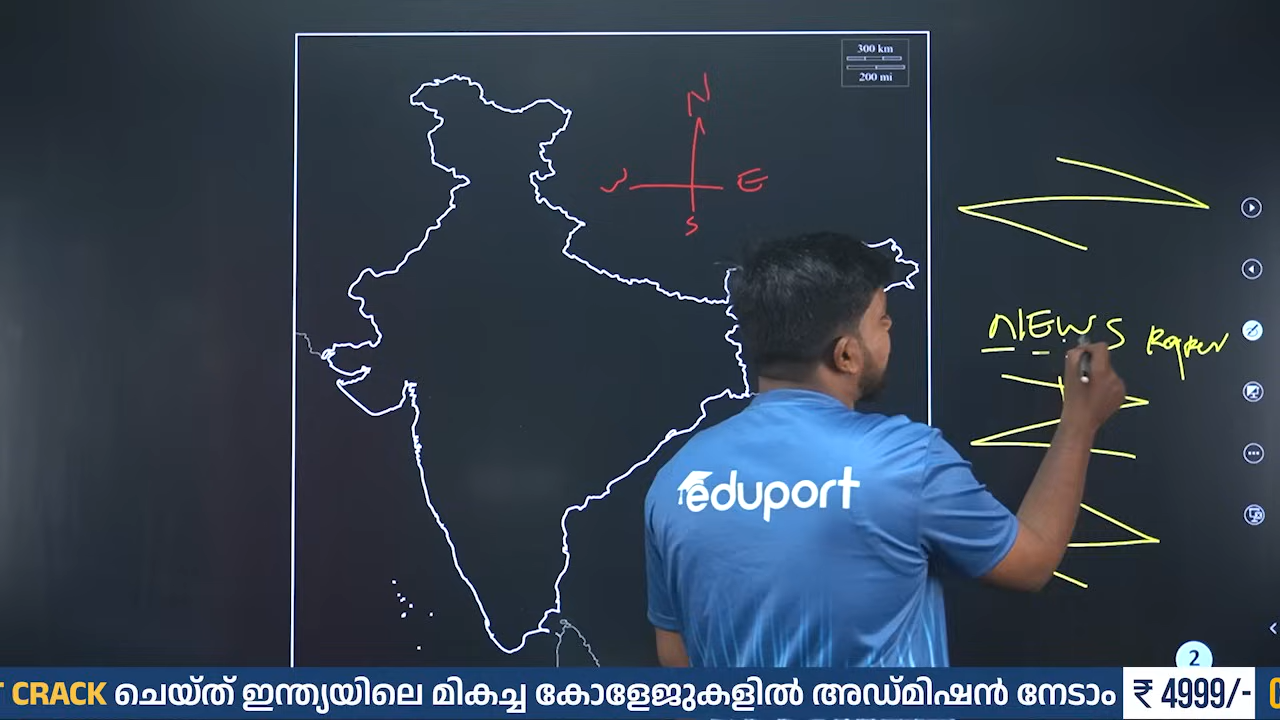 300 km
200 mi
N
W E
S
NEWS Paper
eduport
2
T CRACK ചെയ്ത് ഇന്ത്യയിലെ മികച്ച കോളേജുകളിൽ അഡ്മിഷൻ നേടാം ₹ 4999/-